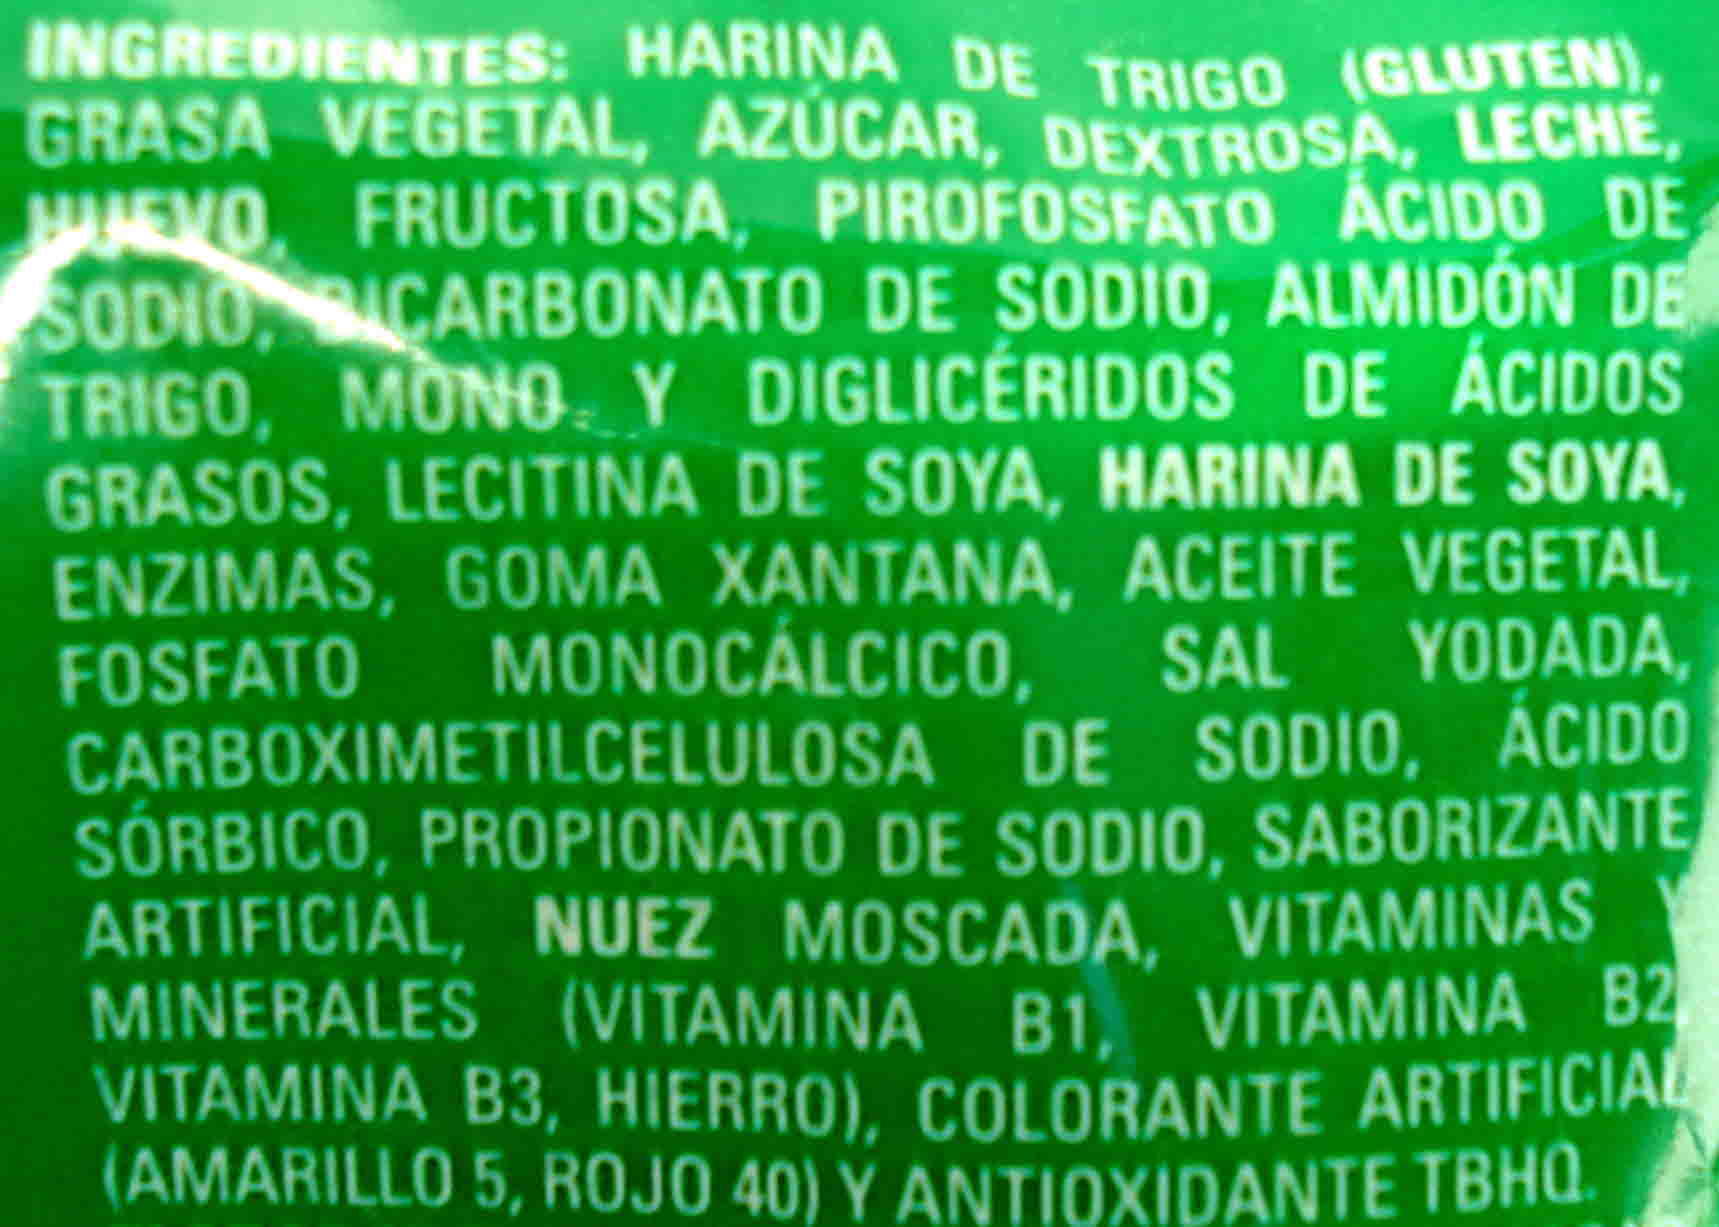 INGREDIENTES: HARINA DE TRIGO (GLUTEN),
GRASA VEGETAL, AZÚCAR, DEXTROSA, LECHE,
HUEVO, FRUCTOSA, PIROFOSFATO ÁCIDO DE
SODIO, BICARBONATO DE SODIO, ALMIDÓN DE
TRIGO, MONO Y DIGLICÉRIDOS DE ÁCIDOS
GRASOS, LECITINA DE SOYA, HARINA DE SOYA,
ENZIMAS, GOMA XANTANA, ACEITE VEGETAL,
FOSFATO MONOCÁLCICO, SAL YODADA,
CARBOXIMETILCELULOSA DE SODIO, ÁCIDO
SÓRBICO, PROPIONATO DE SODIO, SABORIZANTE
ARTIFICIAL, NUEZ MOSCADA, VITAMINAS Y
MINERALES (VITAMINA B1, VITAMINA B2
VITAMINA B3, HIERRO), COLORANTE ARTIFICIAL
(AMARILLO 5, ROJO 40) Y ANTIOXIDANTE TBHQ.